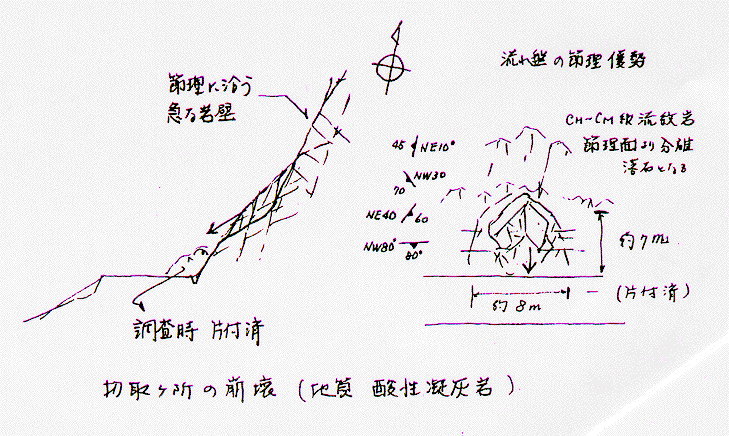 流れ盤の節理優勢
節理に沿う
急な岩壁
CH~CM級流紋岩
節理面より分離
落石となる
45 NE10°
NW30
70
NE40 60
NW80° 80°
約7m
約8m
(片付済)
調査時 片付済
切取ヶ所の崩壊 (地質 酸性凝灰岩)